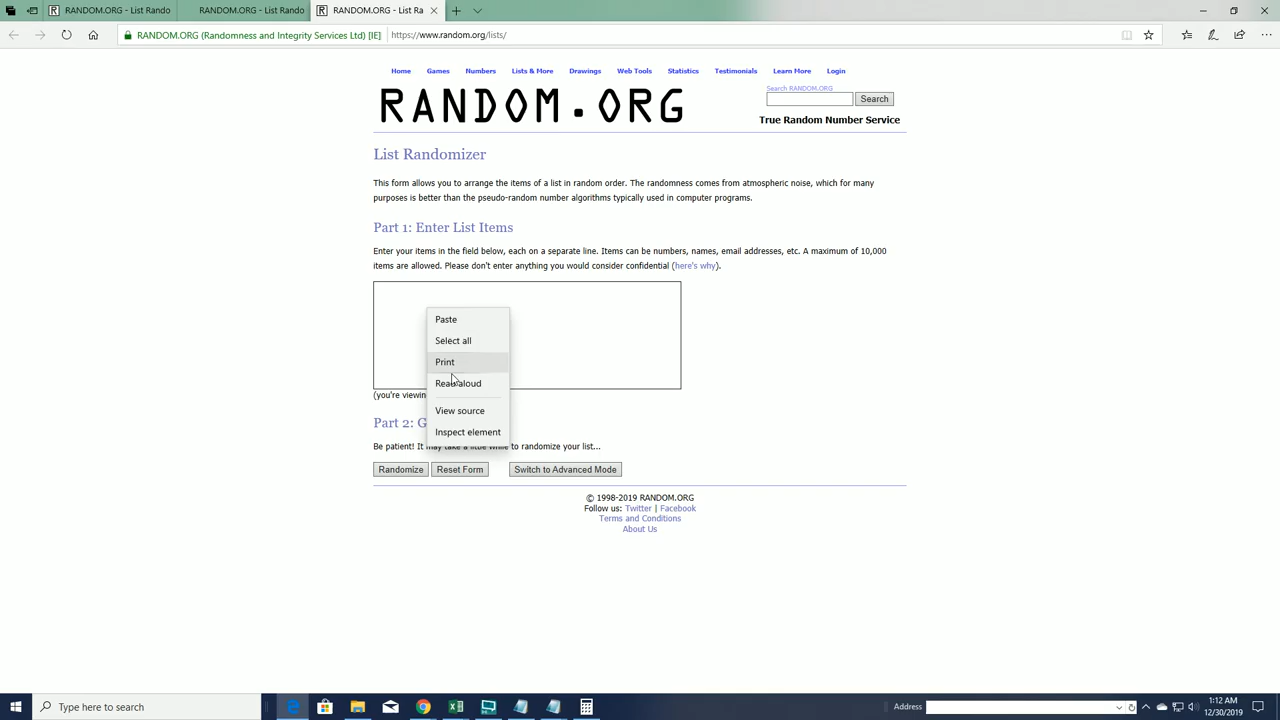 RANDOM.ORG - List Rando
RANDOM.ORG - List Rando
RANDOM.ORG - List Ra
RANDOM.ORG (Randomness and Integrity Services Ltd) [IE]
https://www.random.org/lists/
Home Games Numbers Lists & More Drawings Web Tools Statistics Testimonials Learn More Login
Search RANDOM.ORG
Search
RANDOM.ORG
True Random Number Service
List Randomizer
This form allows you to arrange the items of a list in random order. The randomness comes from atmospheric noise, which for many
purposes is better than the pseudo-random number algorithms typically used in computer programs.
Part 1: Enter List Items
Enter your items in the field below, each on a separate line. Items can be numbers, names, email addresses, etc. A maximum of 10,000
items are allowed. Please don't enter anything you would consider confidential (here's why).
Paste
Select all
Print
Read aloud
View source
Inspect element
(you're viewin
Part 2: G
Be patient! It may take a little while to randomize your list...
Randomize Reset Form Switch to Advanced Mode
© 1998-2019 RANDOM.ORG
Follow us: Twitter | Facebook
Terms and Conditions
About Us
Type here to search
Address
1:12 AM
12/30/2019